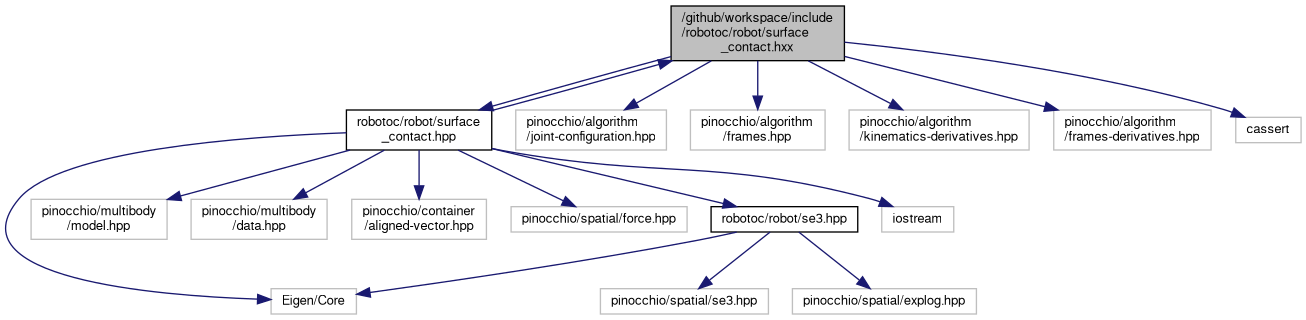 /github/workspace/include
/robotoc/robot/surface
_contact.hxx
robotoc/robot/surface
_contact.hpp
pinocchio/algorithm
/joint-configuration.hpp
pinocchio/algorithm
/frames.hpp
pinocchio/algorithm
/kinematics-derivatives.hpp
pinocchio/algorithm
/frames-derivatives.hpp
cassert
pinocchio/multibody
/model.hpp
pinocchio/multibody
/data.hpp
pinocchio/container
/aligned-vector.hpp
pinocchio/spatial/force.hpp
robotoc/robot/se3.hpp
iostream
Eigen/Core
pinocchio/spatial/se3.hpp
pinocchio/spatial/explog.hpp